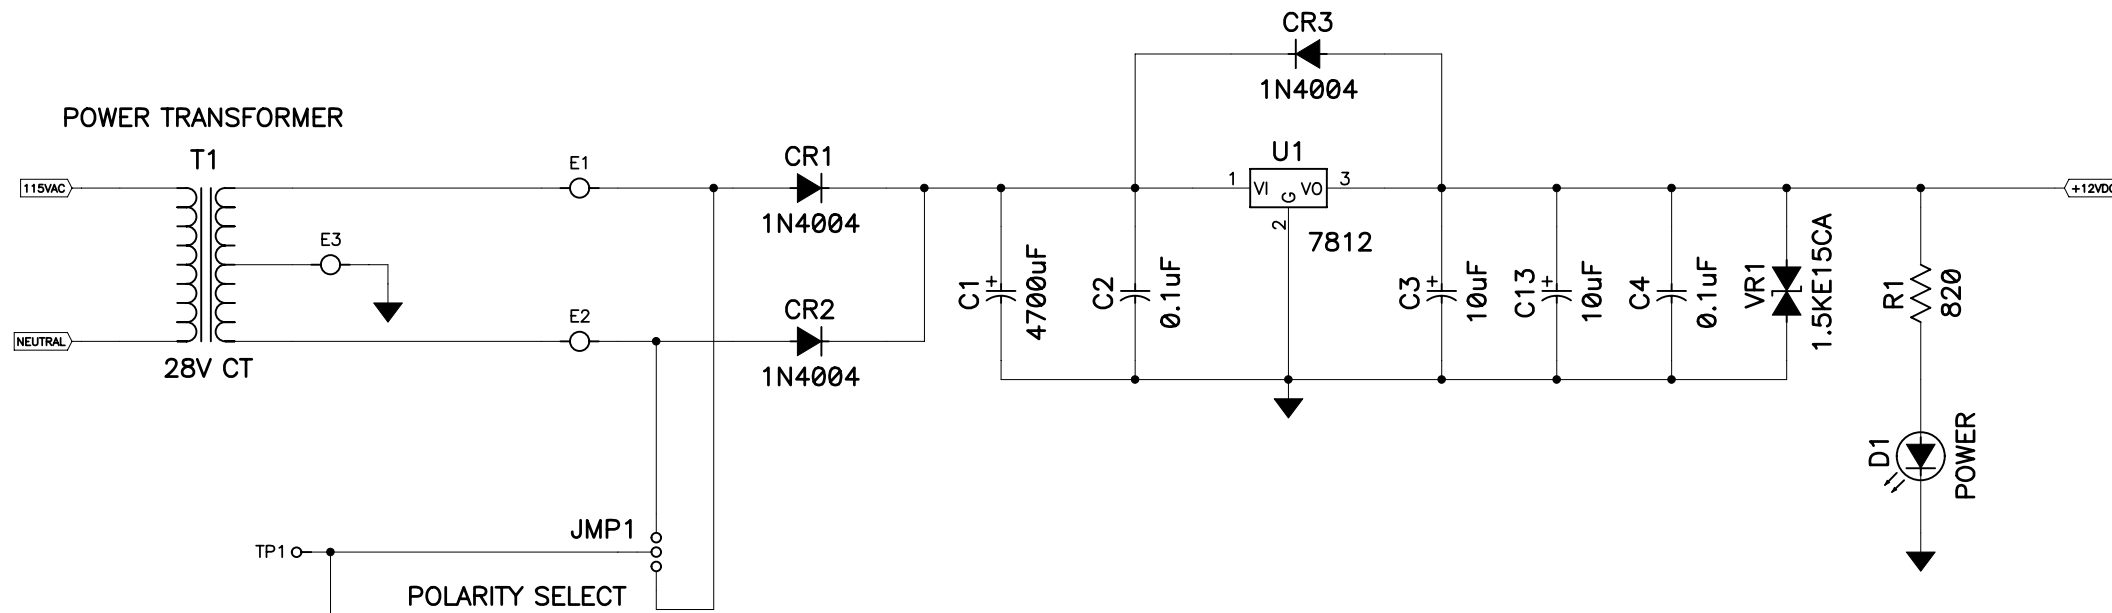 CR3
1N4004
POWER TRANSFORMER
T1
115VAC
NEUTRAL
28V CT
E3
E1
E2
CR1
1N4004
CR2
1N4004
C1
+
4700uF
C2
0.1uF
U1
1
VI
VO
3
G
2
7812
C3
+
10uF
C13
+
10uF
C4
0.1uF
VR1
1.5KE15CA
R1
820
+12VDC
D1
POWER
JMP1
TP1
POLARITY SELECT